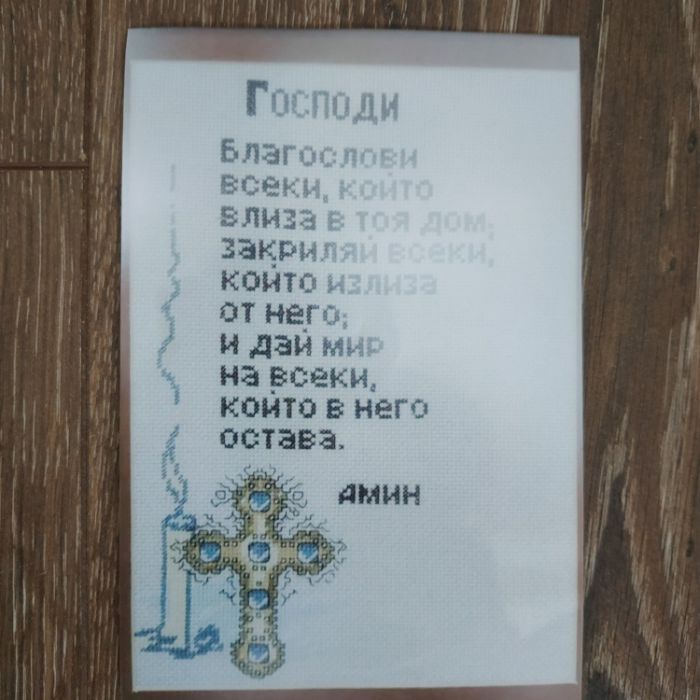 Господи
Благослови
всеки, който
влиза в тоя дом;
закриляй всеки,
който излиза
от него;
и дай мир
на всеки,
който в него
остава.
Амин